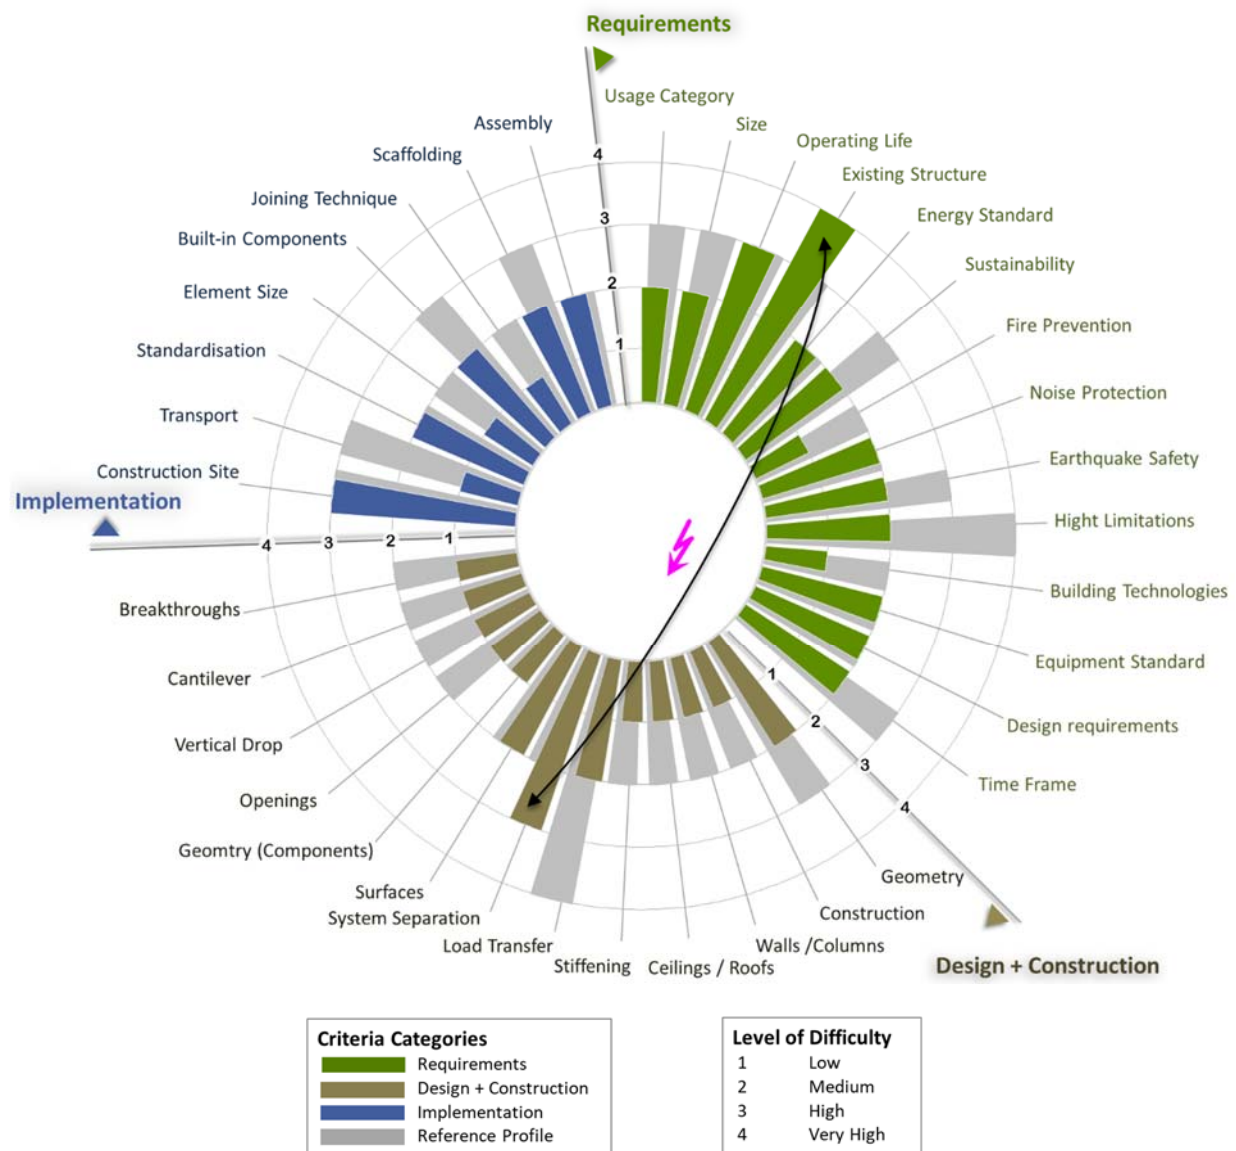 Requirements
Usage Category
Size
Operating Life
Existing Structure
Energy Standard
Sustainability
Fire Prevention
Noise Protection
Earthquake Safety
Hight Limitations
Building Technologies
Equipment Standard
Design requirements
Time Frame
Design + Construction
Geometry
Construction
Walls /Columns
Ceilings / Roofs
Stiffening
Load Transfer
System Separation
Surfaces
Geomtry (Components)
Openings
Vertical Drop
Cantilever
Breakthroughs
Implementation
Construction Site
Transport
Standardisation
Element Size
Built-in Components
Joining Technique
Scaffolding
Assembly
4
3
2
1
1
2
3
4
4
3
2
1
Criteria Categories
Requirements
Design + Construction
Implementation
Reference Profile
Level of Difficulty
1 Low
2 Medium
3 High
4 Very High